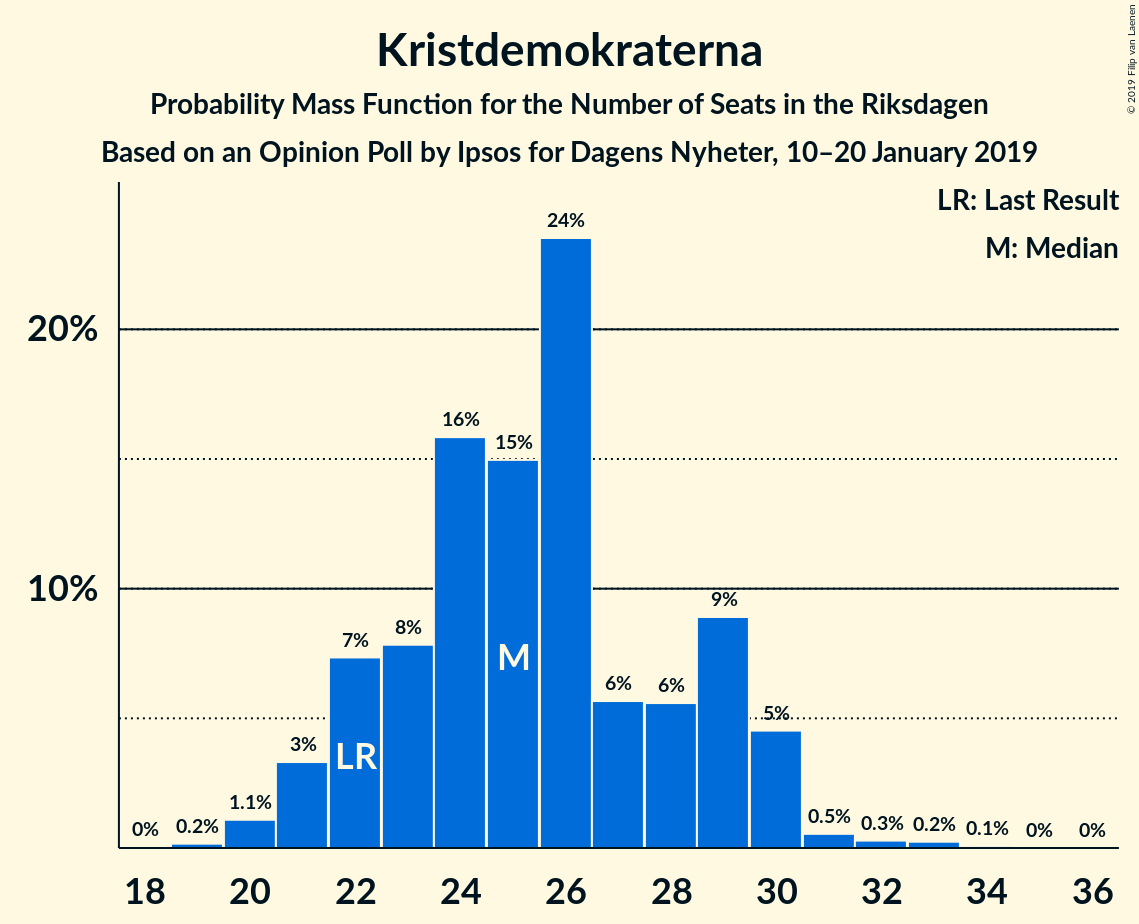 Kristdemokraterna
Probability Mass Function for the Number of Seats in the Riksdagen
Based on an Opinion Poll by Ipsos for Dagens Nyheter, 10–20 January 2019
© 2019 Filip van Laenen
LR: Last Result
M: Median
20%
10%
0%
0.2%
1.1%
3%
7%
8%
16%
15%
24%
6%
6%
9%
5%
0.5%
0.3%
0.2%
0.1%
0%
0%
LR
M
18 20 22 24 26 28 30 32 34 36